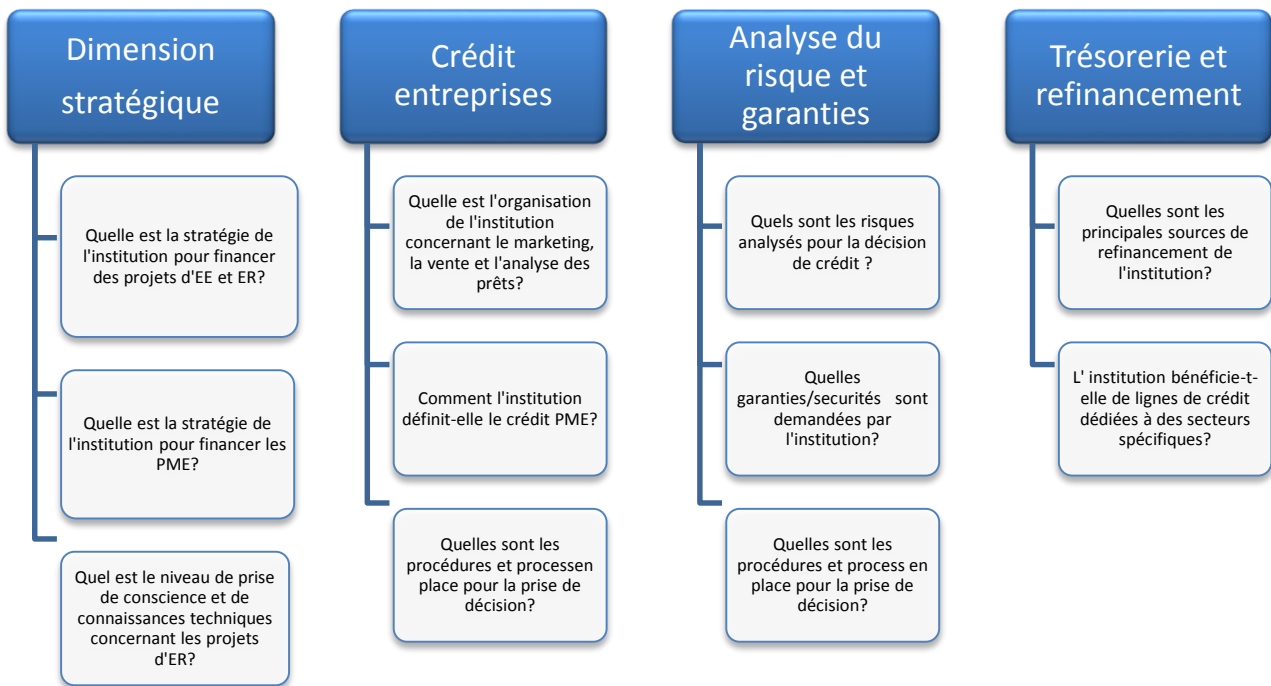 Dimension
stratégique
Quelle est la stratégie de
l'institution pour financer
des projets d'EE et ER?
Quelle est la stratégie de
l'institution pour financer les
PME?
Quel est le niveau de prise
de conscience et de
connaissances techniques
concernant les projets
d'ER?
Crédit
entreprises
Quelle est l'organisation
de l'institution
concernant le marketing,
la vente et l'analyse des
prêts?
Comment l'institution
définit-elle le crédit PME?
Quelles sont les
procédures et processen
place pour la prise de
décision?
Analyse du
risque et
garanties
Quels sont les risques
analysés pour la décision
de crédit ?
Quelles
garanties/securités sont
demandées par
l'institution?
Quelles sont les
procédures et process en
place pour la prise de
décision?
Trésorerie et
refinancement
Quelles sont les
principales sources de
refinancement de
l'institution?
L' institution bénéficie-t-
elle de lignes de crédit
dédiées à des secteurs
spécifiques?